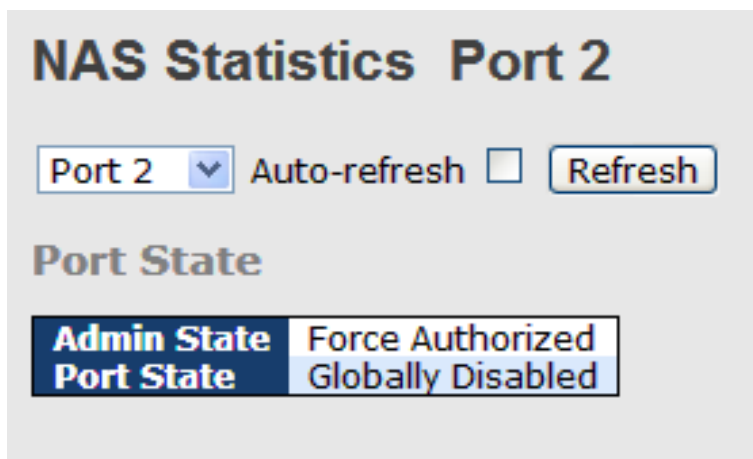 NAS Statistics  Port 2
Port 2 Auto-refresh Refresh
Port State
Admin State Force Authorized
Port State Globally Disabled